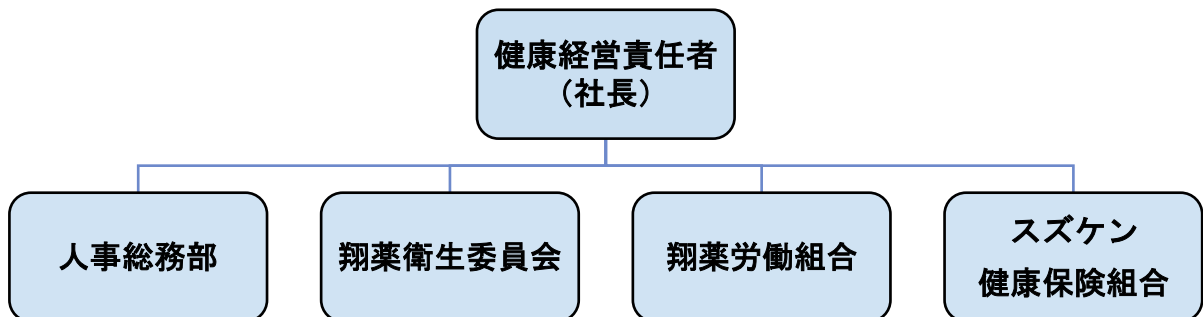 健康経営責任者
（社長）
人事総務部
翔薬衛生委員会
翔薬労働組合
スズケン
健康保険組合